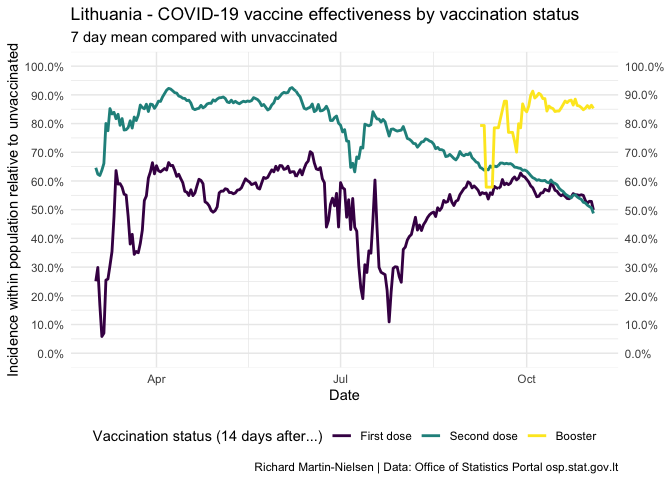 Lithuania - COVID-19 vaccine effectiveness by vaccination status
7 day mean compared with unvaccinated
Incidence within population relative to unvaccinated
100.0% 100.0%
90.0% 90.0%
80.0% 80.0%
70.0% 70.0%
60.0% 60.0%
50.0% 50.0%
40.0% 40.0%
30.0% 30.0%
20.0% 20.0%
10.0% 10.0%
0.0% 0.0%
Apr Jul Oct
Date
Vaccination status (14 days after...) First dose Second dose Booster
Richard Martin-Nielsen | Data: Office of Statistics Portal osp.stat.gov.lt